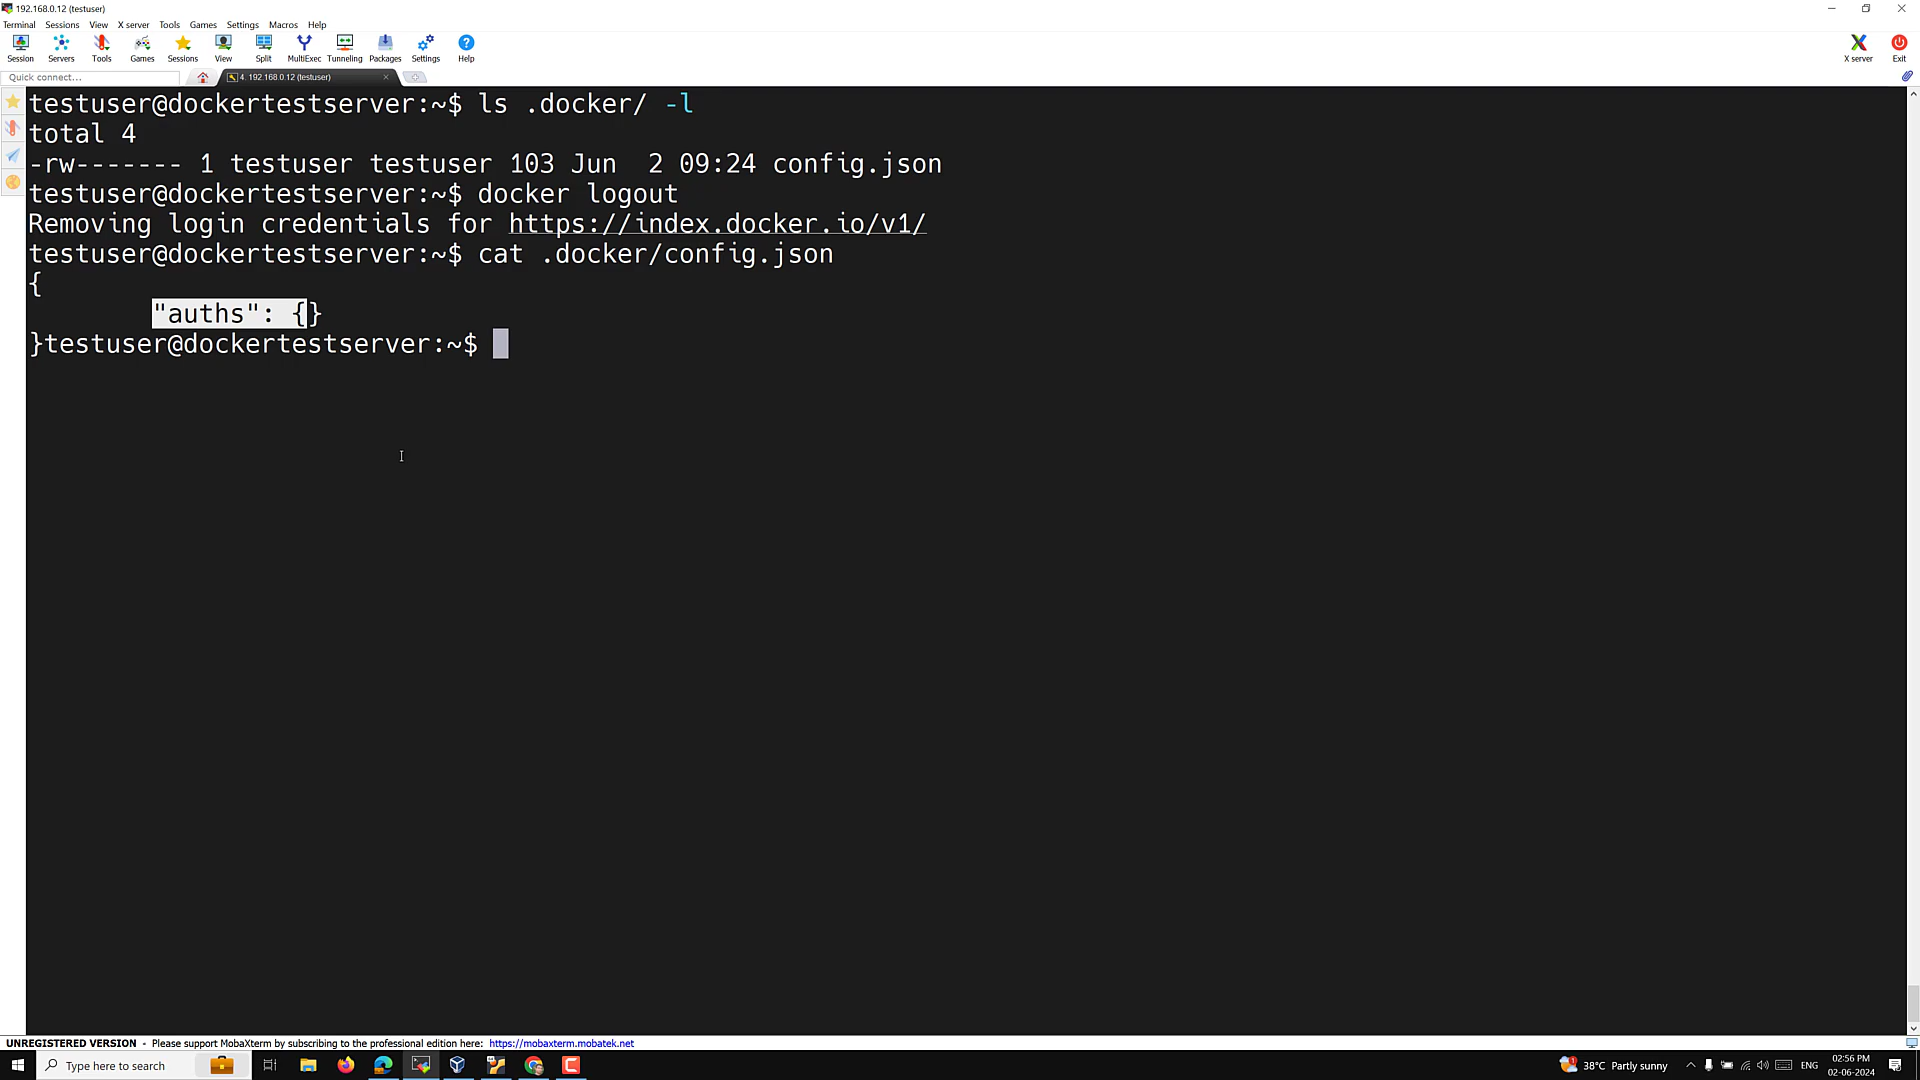 192.168.0.12 (testuser)
Terminal Sessions View X server Tools Games Settings Macros Help
Session Servers Tools Games Sessions View Split MultiExec Tunneling Packages Settings Help X server Exit
Quick connect... 4. 192.168.0.12 (testuser)
testuser@dockertestserver:~$ ls .docker/ -l
total 4
-rw------- 1 testuser testuser 103 Jun  2 09:24 config.json
testuser@dockertestserver:~$ docker logout
Removing login credentials for https://index.docker.io/v1/
testuser@dockertestserver:~$ cat .docker/config.json
{
"auths": {}
}testuser@dockertestserver:~$
UNREGISTERED VERSION - Please support MobaXterm by subscribing to the professional edition here: https://mobaxterm.mobatek.net
Type here to search 38°C Partly sunny ENG 02:56 PM
02-06-2024